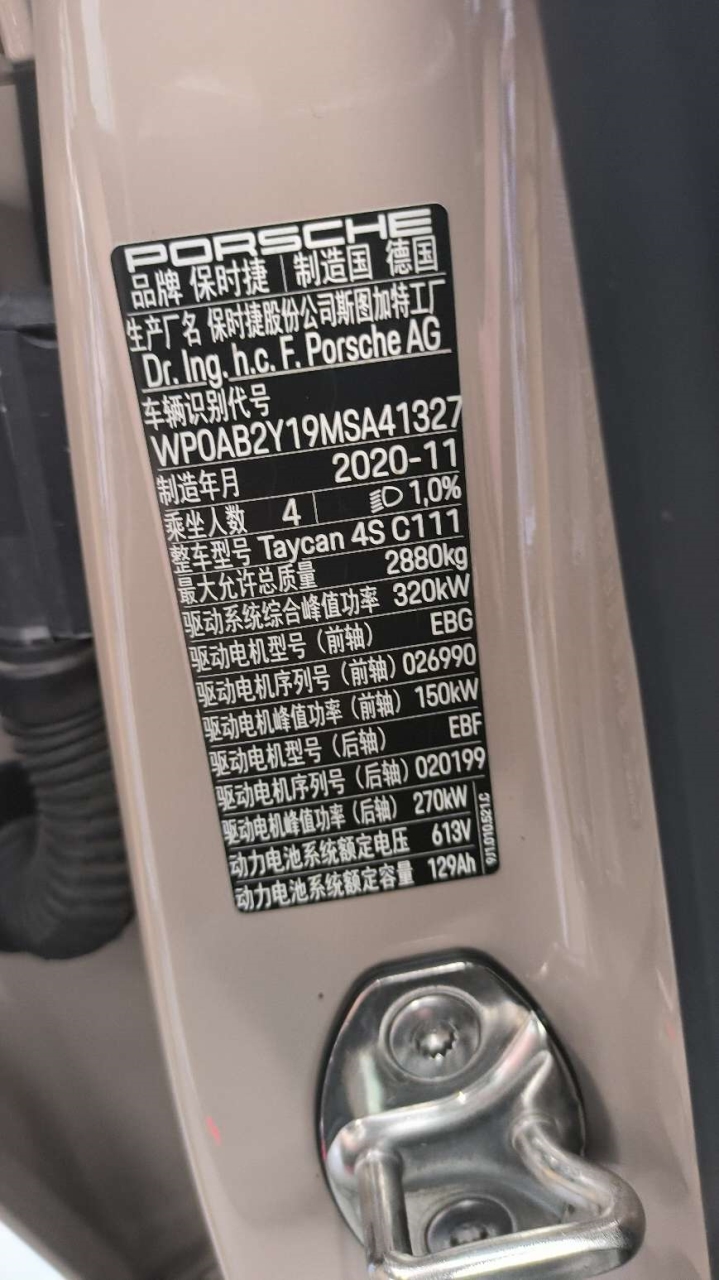 PORSCHE
品牌 保时捷 制造国 德国
生产厂名 保时捷股份公司斯图加特工厂
Dr. Ing. h.c. F. Porsche AG
车辆识别代号
WP0AB2Y19MSA41327
制造年月 2020-11
乘坐人数 4 1,0%
整车型号 Taycan 4S C111
最大允许总质量 2880kg
驱动系统综合峰值功率 320kW
驱动电机型号（前轴） EBG
驱动电机序列号（前轴） 026990
驱动电机峰值功率（前轴） 150kW
驱动电机型号（后轴） EBF
驱动电机序列号（后轴） 020199
驱动电机峰值功率（后轴） 270kW
动力电池系统额定电压 613V
动力电池系统额定容量 129Ah
9J1.010.521.C